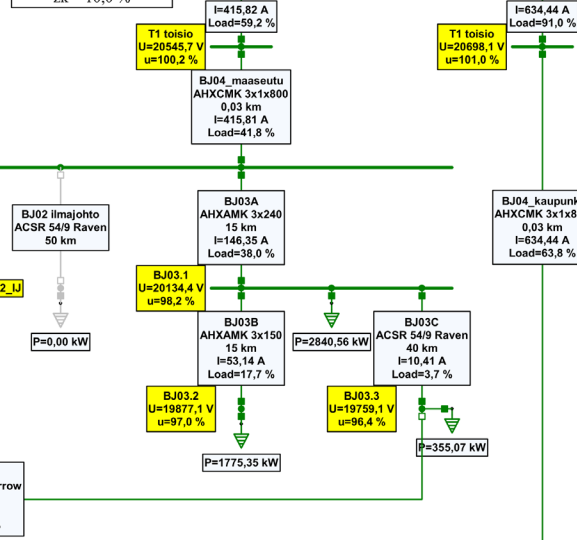 I=415,82 A
Load=59,2 %
I=634,44 A
Load=91,0 %
T1 toisio
U=20545,7 V
u=100,2 %
T1 toisio
U=20698,1 V
u=101,0 %
BJ04_maaseutu
AHXCMK 3x1x800
0,03 km
I=415,81 A
Load=41,8 %
BJ02 ilmajohto
ACSR 54/9 Raven
50 km
BJ03A
AHXAMK 3x240
15 km
I=146,35 A
Load=38,0 %
BJ04_kaupunk
AHXCMK 3x1x8
0,03 km
I=634,44 A
Load=63,8 %
2_IJ
BJ03.1
U=20134,4 V
u=98,2 %
P=0,00 kW
BJ03B
AHXAMK 3x150
15 km
I=53,14 A
Load=17,7 %
P=2840,56 kW
BJ03C
ACSR 54/9 Raven
40 km
I=10,41 A
Load=3,7 %
BJ03.2
U=19877,1 V
u=97,0 %
BJ03.3
U=19759,1 V
u=96,4 %
P=1775,35 kW
P=355,07 kW
rrow